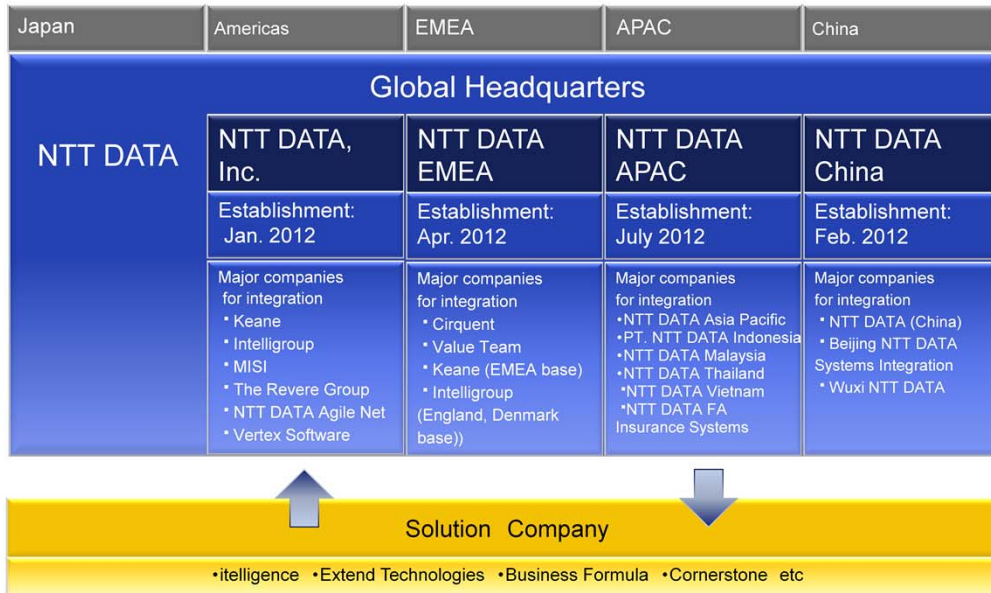 Japan
Americas
EMEA
APAC
China
Global Headquarters
NTT DATA
NTT DATA,
Inc.
NTT DATA
EMEA
NTT DATA
APAC
NTT DATA
China
Establishment:
Jan. 2012
Establishment:
Apr. 2012
Establishment:
July 2012
Establishment:
Feb. 2012
Major companies
for integration
・Keane
・Intelligroup
・MISI
・The Revere Group
・NTT DATA Agile Net
・Vertex Software
Major companies
for integration
・Cirquent
・Value Team
・Keane (EMEA base)
・Intelligroup
(England, Denmark
base))
Major companies
for integration
•NTT DATA Asia Pacific
•PT. NTT DATA Indonesia
•NTT DATA Malaysia
•NTT DATA Thailand
・NTT DATA Vietnam
・NTT DATA FA
Insurance Systems
Major companies
for integration
・NTT DATA (China)
・Beijing NTT DATA
Systems Integration
・Wuxi NTT DATA
Solution Company
•itelligence •Extend Technologies •Business Formula •Cornerstone etc